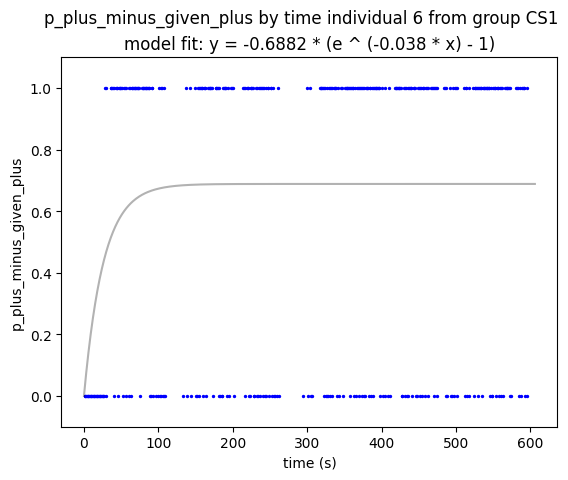 p_plus_minus_given_plus by time individual 6 from group CS1
model fit: y = -0.6882 * (e ^ (-0.038 * x) - 1)
1.0
0.8
0.6
0.4
0.2
0.0
p_plus_minus_given_plus
0 100 200 300 400 500 600
time (s)